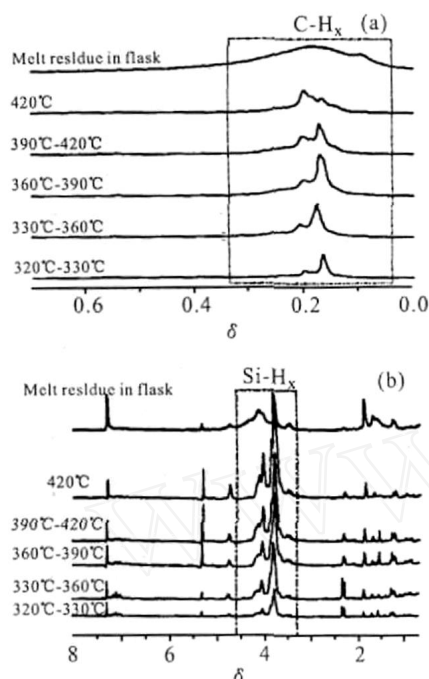 C-Hₓ (a)
Melt resldue in flask
420℃
390℃-420℃
360℃-390℃
330℃-360℃
320℃-330℃
0.6 0.4 0.2 0.0
δ
Si-Hₓ (b)
Melt resldue in flask
420℃
390℃-420℃
360℃-390℃
330℃-360℃
320℃-330℃
8 6 4 2
δ